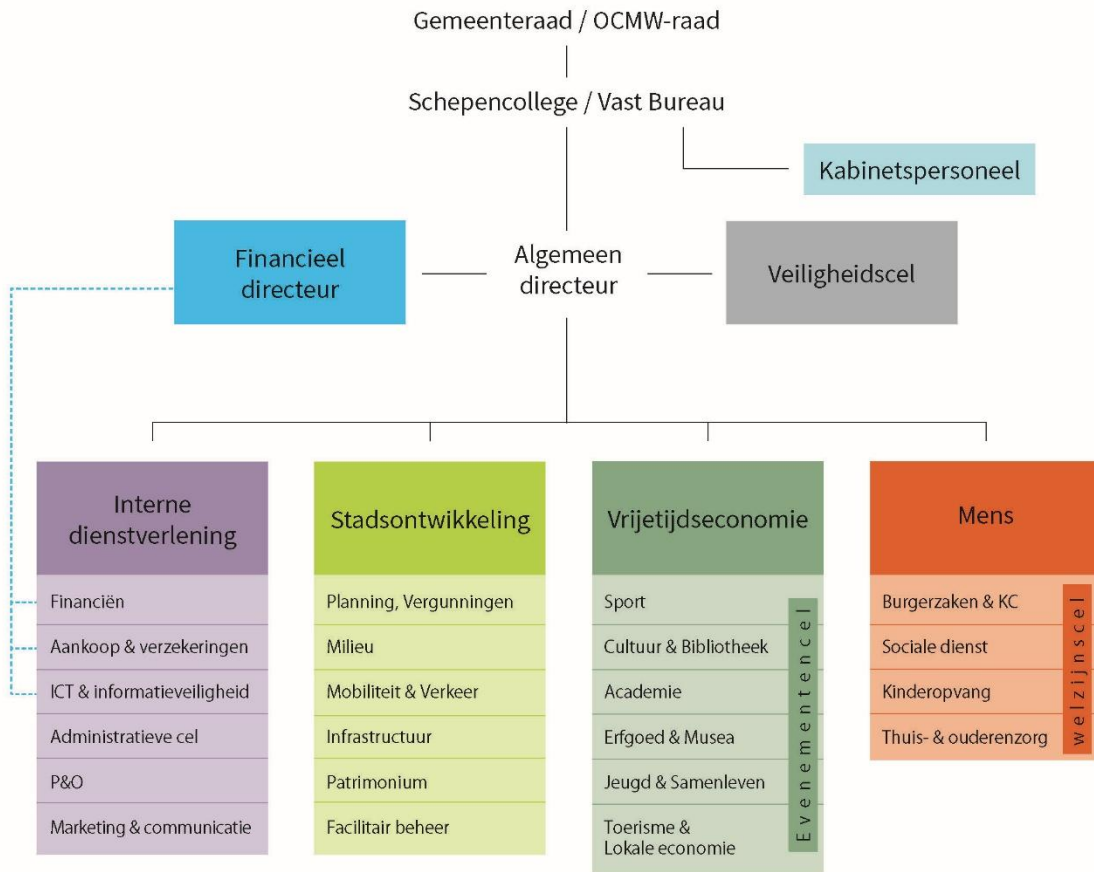 Gemeenteraad / OCMW-raad
Schepencollege / Vast Bureau
Kabinetspersoneel
Financieel
directeur
Algemeen
directeur
Veiligheidscel
Interne
dienstverlening
Financiën
Aankoop & verzekeringen
ICT & informatieveiligheid
Administratieve cel
P&O
Marketing & communicatie
Stadsontwikkeling
Planning, Vergunningen
Milieu
Mobiliteit & Verkeer
Infrastructuur
Patrimonium
Facilitair beheer
Vrijetijdseconomie
Sport
Cultuur & Bibliotheek
Academie
Erfgoed & Musea
Jeugd & Samenleven
Toerisme &
Lokale economie
Evenementencel
Mens
Burgerzaken & KC
Sociale dienst
Kinderopvang
Thuis- & ouderenzorg
welzijnscel